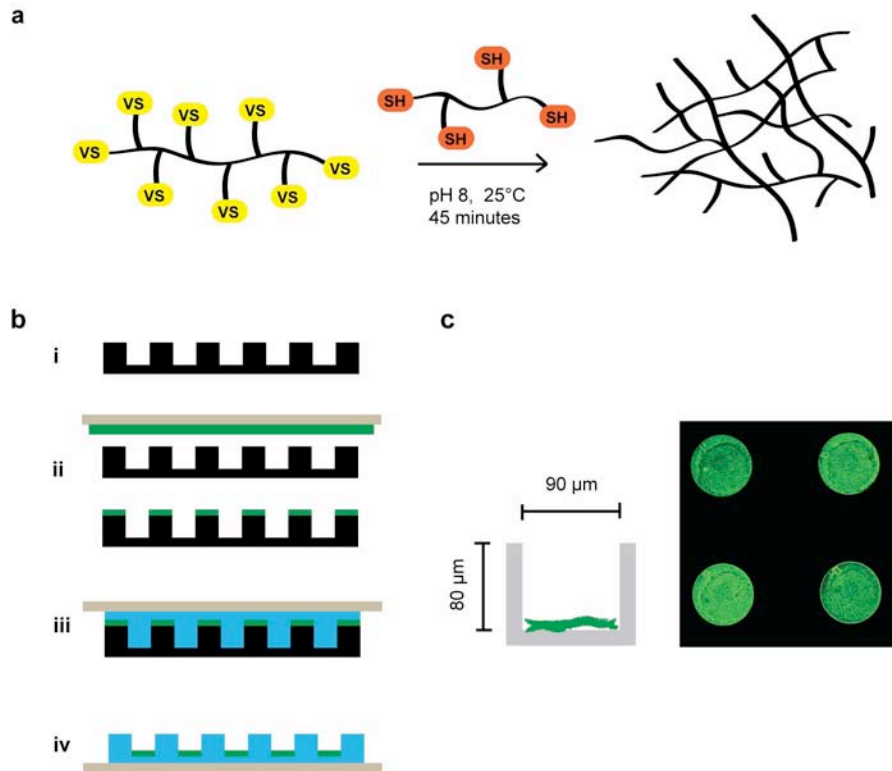 a
VS
VS
VS
VS
VS
VS
VS
VS
SH
SH
SH
SH
pH 8, 25°C
45 minutes
b
i
ii
iii
iv
c
90 µm
80 µm